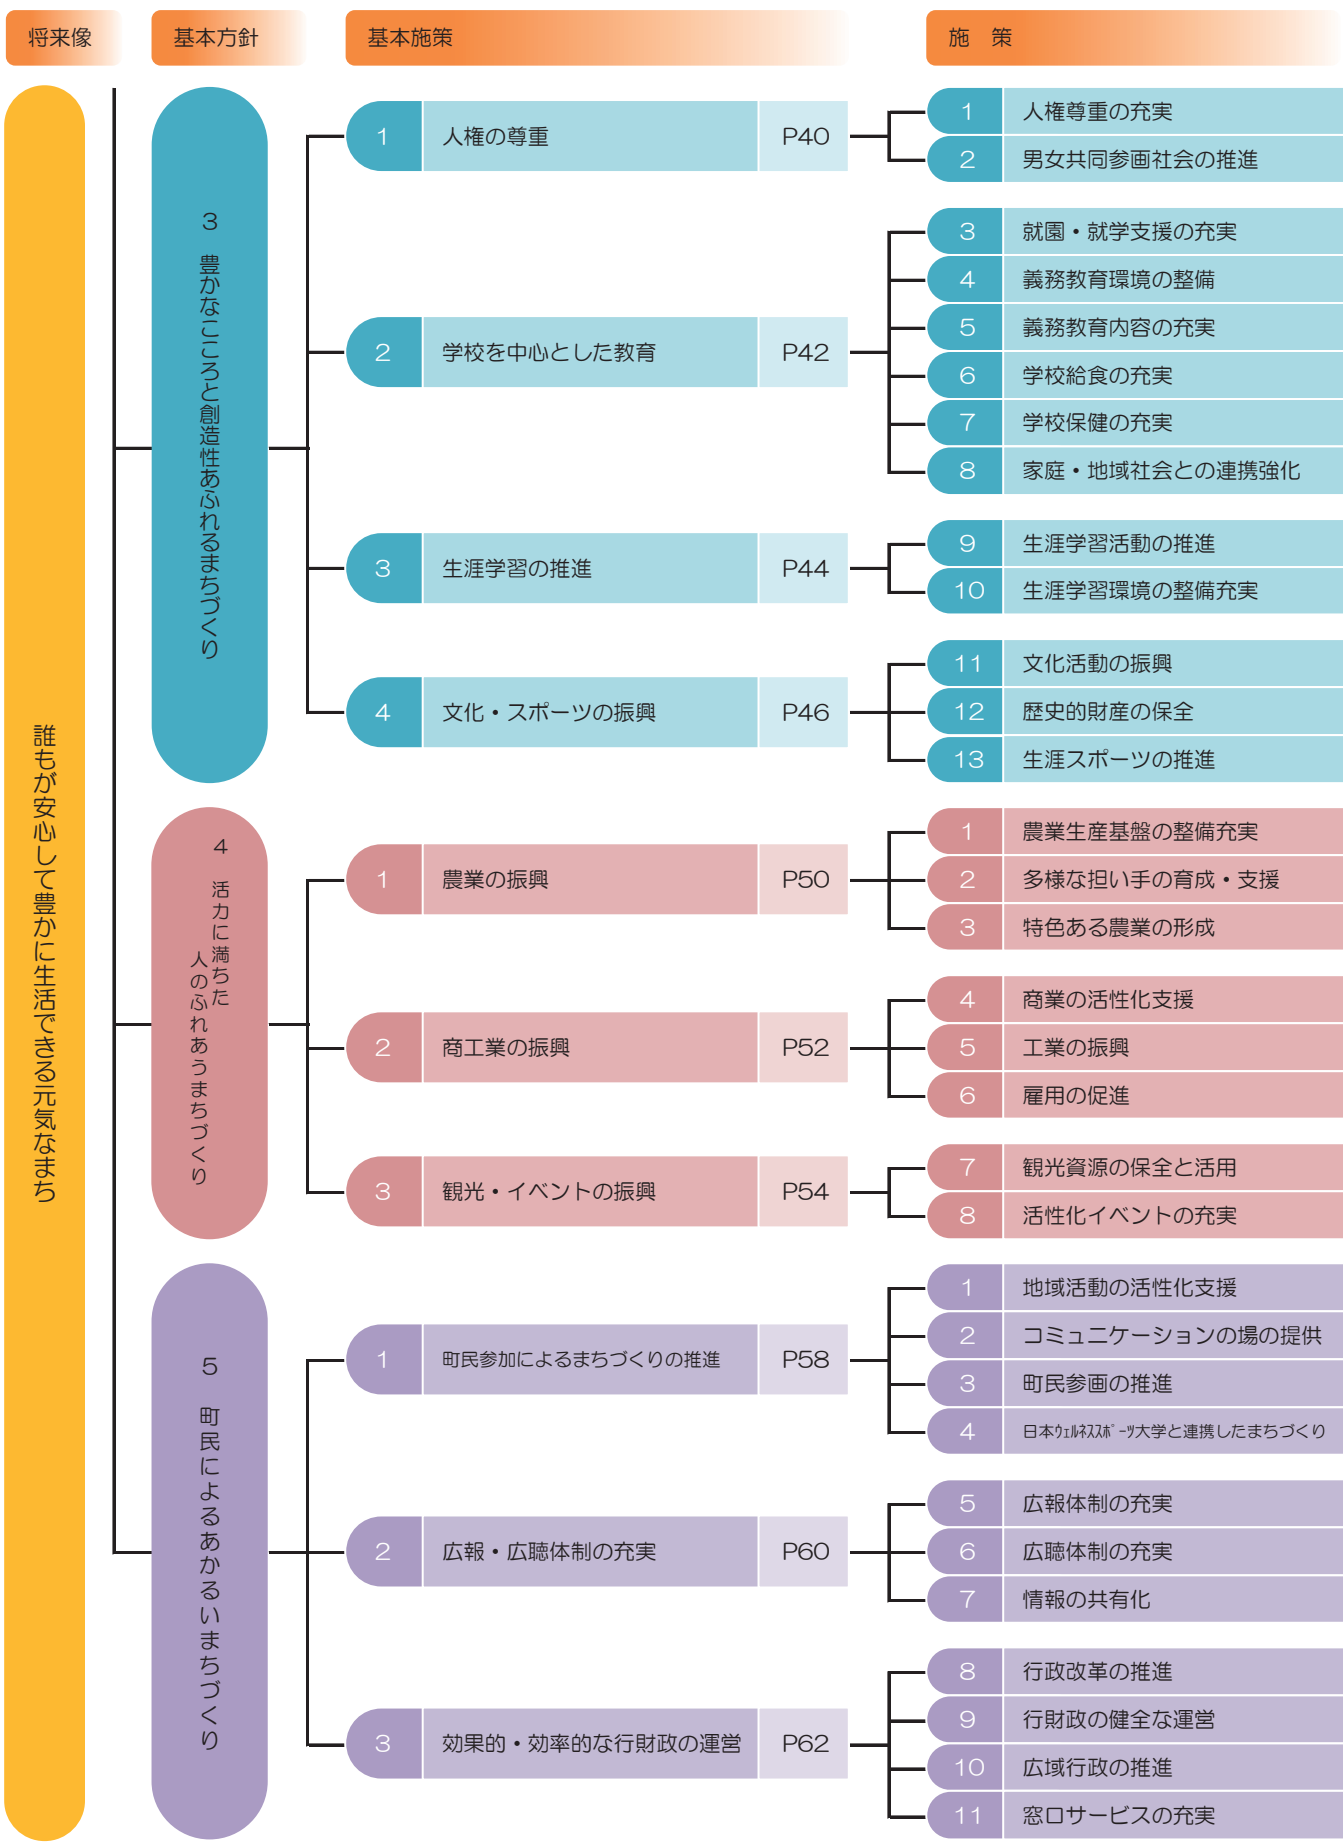 将来像
基本方針
基本施策
施　策
誰もが安心して豊かに生活できる元気なまち
3　豊かなこころと創造性あふれるまちづくり
1 人権の尊重 P40
1 人権尊重の充実
2 男女共同参画社会の推進
2 学校を中心とした教育 P42
3 就園・就学支援の充実
4 義務教育環境の整備
5 義務教育内容の充実
6 学校給食の充実
7 学校保健の充実
8 家庭・地域社会との連携強化
3 生涯学習の推進 P44
9 生涯学習活動の推進
10 生涯学習環境の整備充実
4 文化・スポーツの振興 P46
11 文化活動の振興
12 歴史的財産の保全
13 生涯スポーツの推進
4　活力に満ちた
人のふれあうまちづくり
1 農業の振興 P50
1 農業生産基盤の整備充実
2 多様な担い手の育成・支援
3 特色ある農業の形成
2 商工業の振興 P52
4 商業の活性化支援
5 工業の振興
6 雇用の促進
3 観光・イベントの振興 P54
7 観光資源の保全と活用
8 活性化イベントの充実
5　町民によるあかるいまちづくり
1 町民参加によるまちづくりの推進 P58
1 地域活動の活性化支援
2 コミュニケーションの場の提供
3 町民参画の推進
4 日本ｳｪﾙﾈｽｽﾎﾟｰﾂ大学と連携したまちづくり
2 広報・広聴体制の充実 P60
5 広報体制の充実
6 広聴体制の充実
7 情報の共有化
3 効果的・効率的な行財政の運営 P62
8 行政改革の推進
9 行財政の健全な運営
10 広域行政の推進
11 窓口サービスの充実